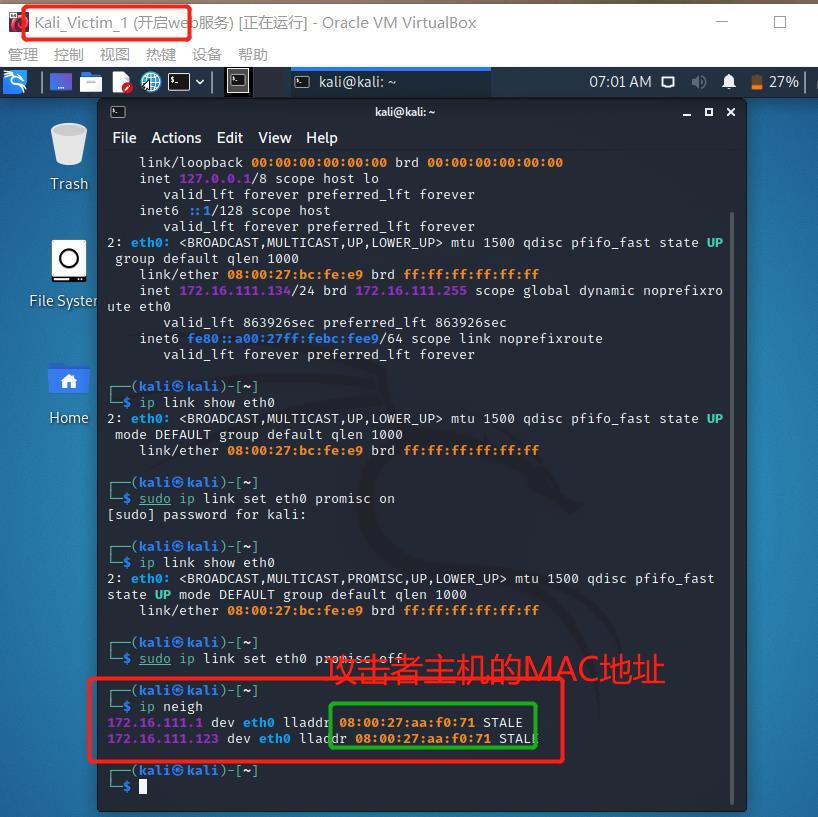 Kali_Victim_1 (开启web服务) [正在运行] - Oracle VM VirtualBox
管理 控制 视图 热键 设备 帮助
kali@kali: ~ 07:01 AM 27%
kali@kali: ~
File Actions Edit View Help
Trash
File System
Home
link/loopback 00:00:00:00:00:00 brd 00:00:00:00:00:00
inet 127.0.0.1/8 scope host lo
valid_lft forever preferred_lft forever
inet6 ::1/128 scope host
valid_lft forever preferred_lft forever
2: eth0: <BROADCAST,MULTICAST,UP,LOWER_UP> mtu 1500 qdisc pfifo_fast state UP
group default qlen 1000
link/ether 08:00:27:bc:fe:e9 brd ff:ff:ff:ff:ff:ff
inet 172.16.111.134/24 brd 172.16.111.255 scope global dynamic noprefixro
ute eth0
valid_lft 863926sec preferred_lft 863926sec
inet6 fe80::a00:27ff:febc:fee9/64 scope link noprefixroute
valid_lft forever preferred_lft forever
┌──(kali㉿kali)-[~]
└─$ ip link show eth0
2: eth0: <BROADCAST,MULTICAST,UP,LOWER_UP> mtu 1500 qdisc pfifo_fast state UP
mode DEFAULT group default qlen 1000
link/ether 08:00:27:bc:fe:e9 brd ff:ff:ff:ff:ff:ff
┌──(kali㉿kali)-[~]
└─$ sudo ip link set eth0 promisc on
[sudo] password for kali:
┌──(kali㉿kali)-[~]
└─$ ip link show eth0
2: eth0: <BROADCAST,MULTICAST,PROMISC,UP,LOWER_UP> mtu 1500 qdisc pfifo_fast
state UP mode DEFAULT group default qlen 1000
link/ether 08:00:27:bc:fe:e9 brd ff:ff:ff:ff:ff:ff
┌──(kali㉿kali)-[~]
└─$ sudo ip link set eth0 promisc off
攻击者主机的MAC地址
┌──(kali㉿kali)-[~]
└─$ ip neigh
172.16.111.1 dev eth0 lladdr 08:00:27:aa:f0:71 STALE
172.16.111.123 dev eth0 lladdr 08:00:27:aa:f0:71 STALE
┌──(kali㉿kali)-[~]
└─$